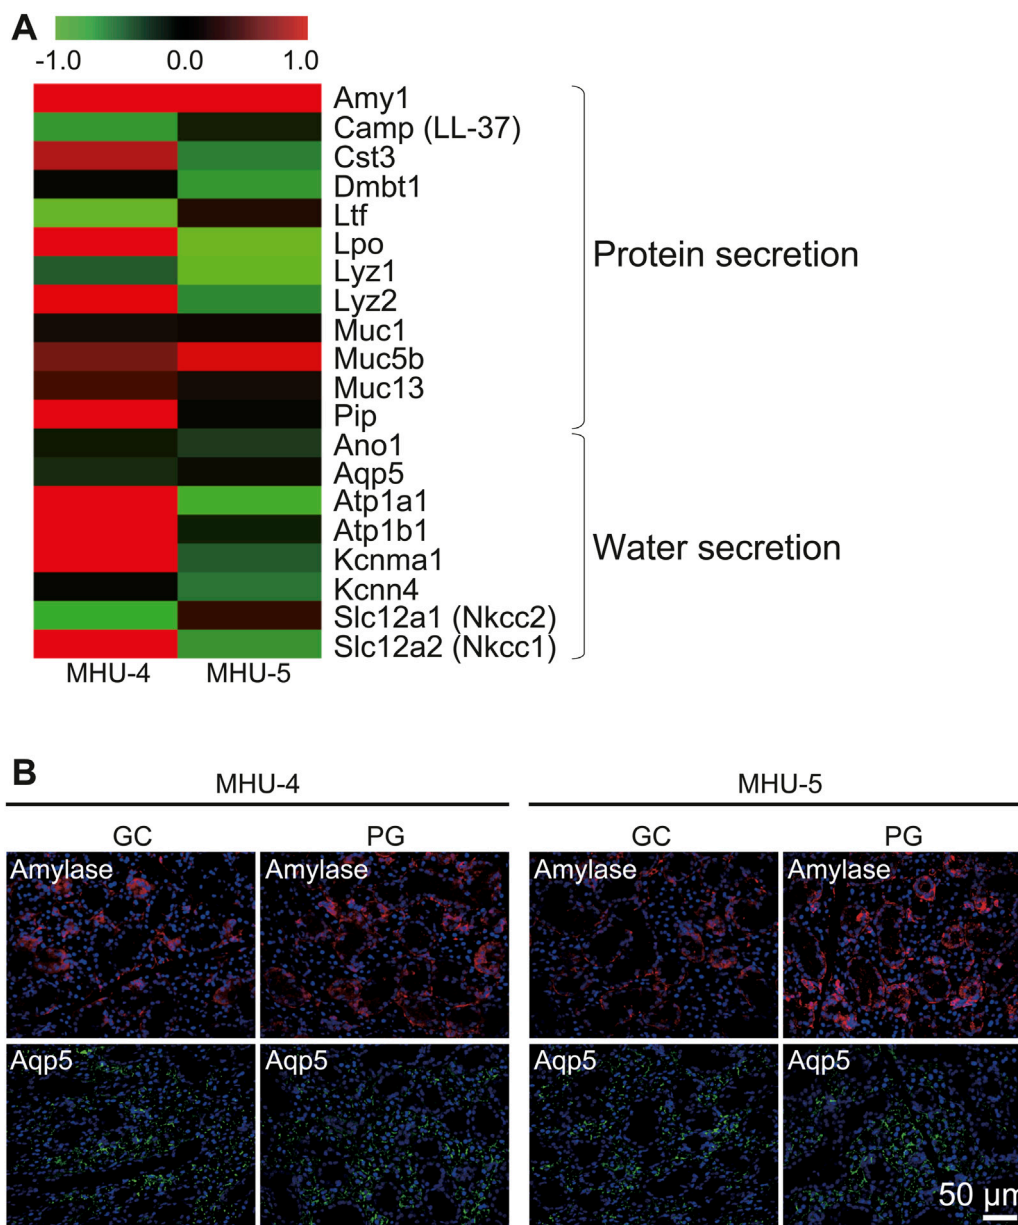 A
-1.0 0.0 1.0
Amy1
Camp (LL-37)
Cst3
Dmbt1
Ltf
Lpo
Lyz1
Lyz2
Muc1
Muc5b
Muc13
Pip
Protein secretion
Ano1
Aqp5
Atp1a1
Atp1b1
Kcnma1
Kcnn4
Slc12a1 (Nkcc2)
Slc12a2 (Nkcc1)
Water secretion
MHU-4 MHU-5
B
MHU-4 MHU-5
GC PG GC PG
Amylase Amylase Amylase Amylase
Aqp5 Aqp5 Aqp5 Aqp5
50 µm